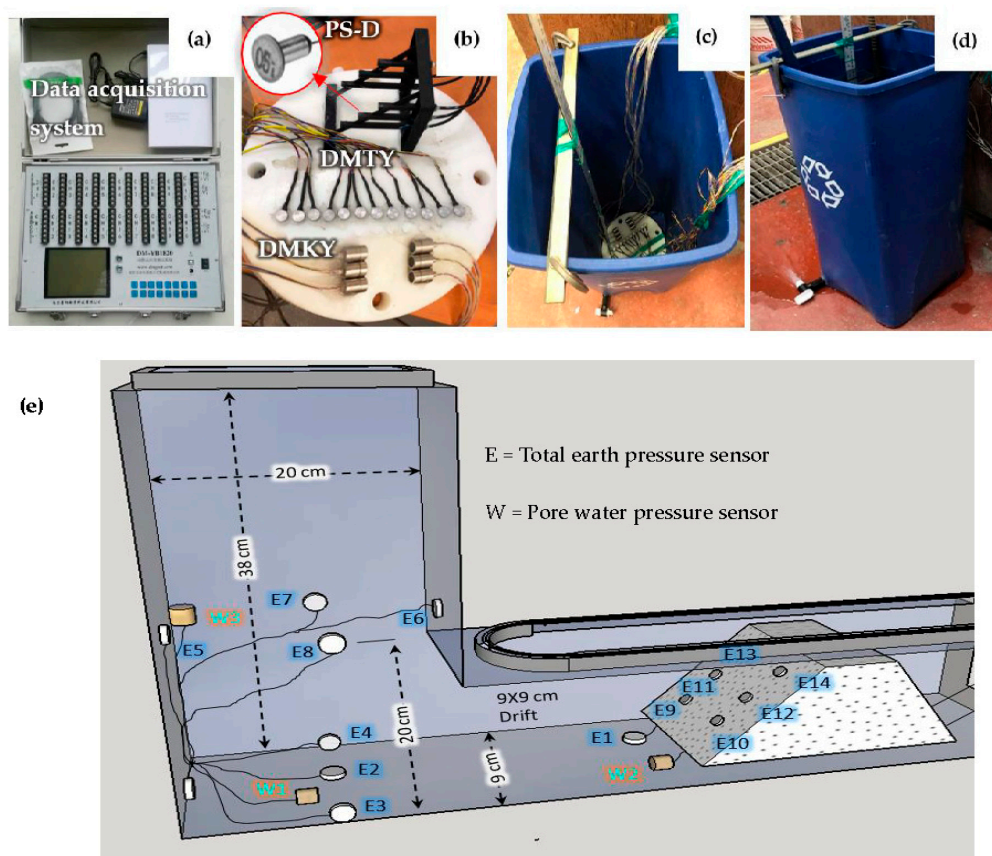 (a)
Data acquisition
system
PS-D
(b)
DMTY
DMKY
(c)
(d)
(e)
E = Total earth pressure sensor
W = Pore water pressure sensor
20 cm
38 cm
E7
W3
E6
E5
E8
E13
E11
E14
9X9 cm
Drift
E9
E12
20 cm
E4
E1
E10
9 cm
W2
E2
W1
E3